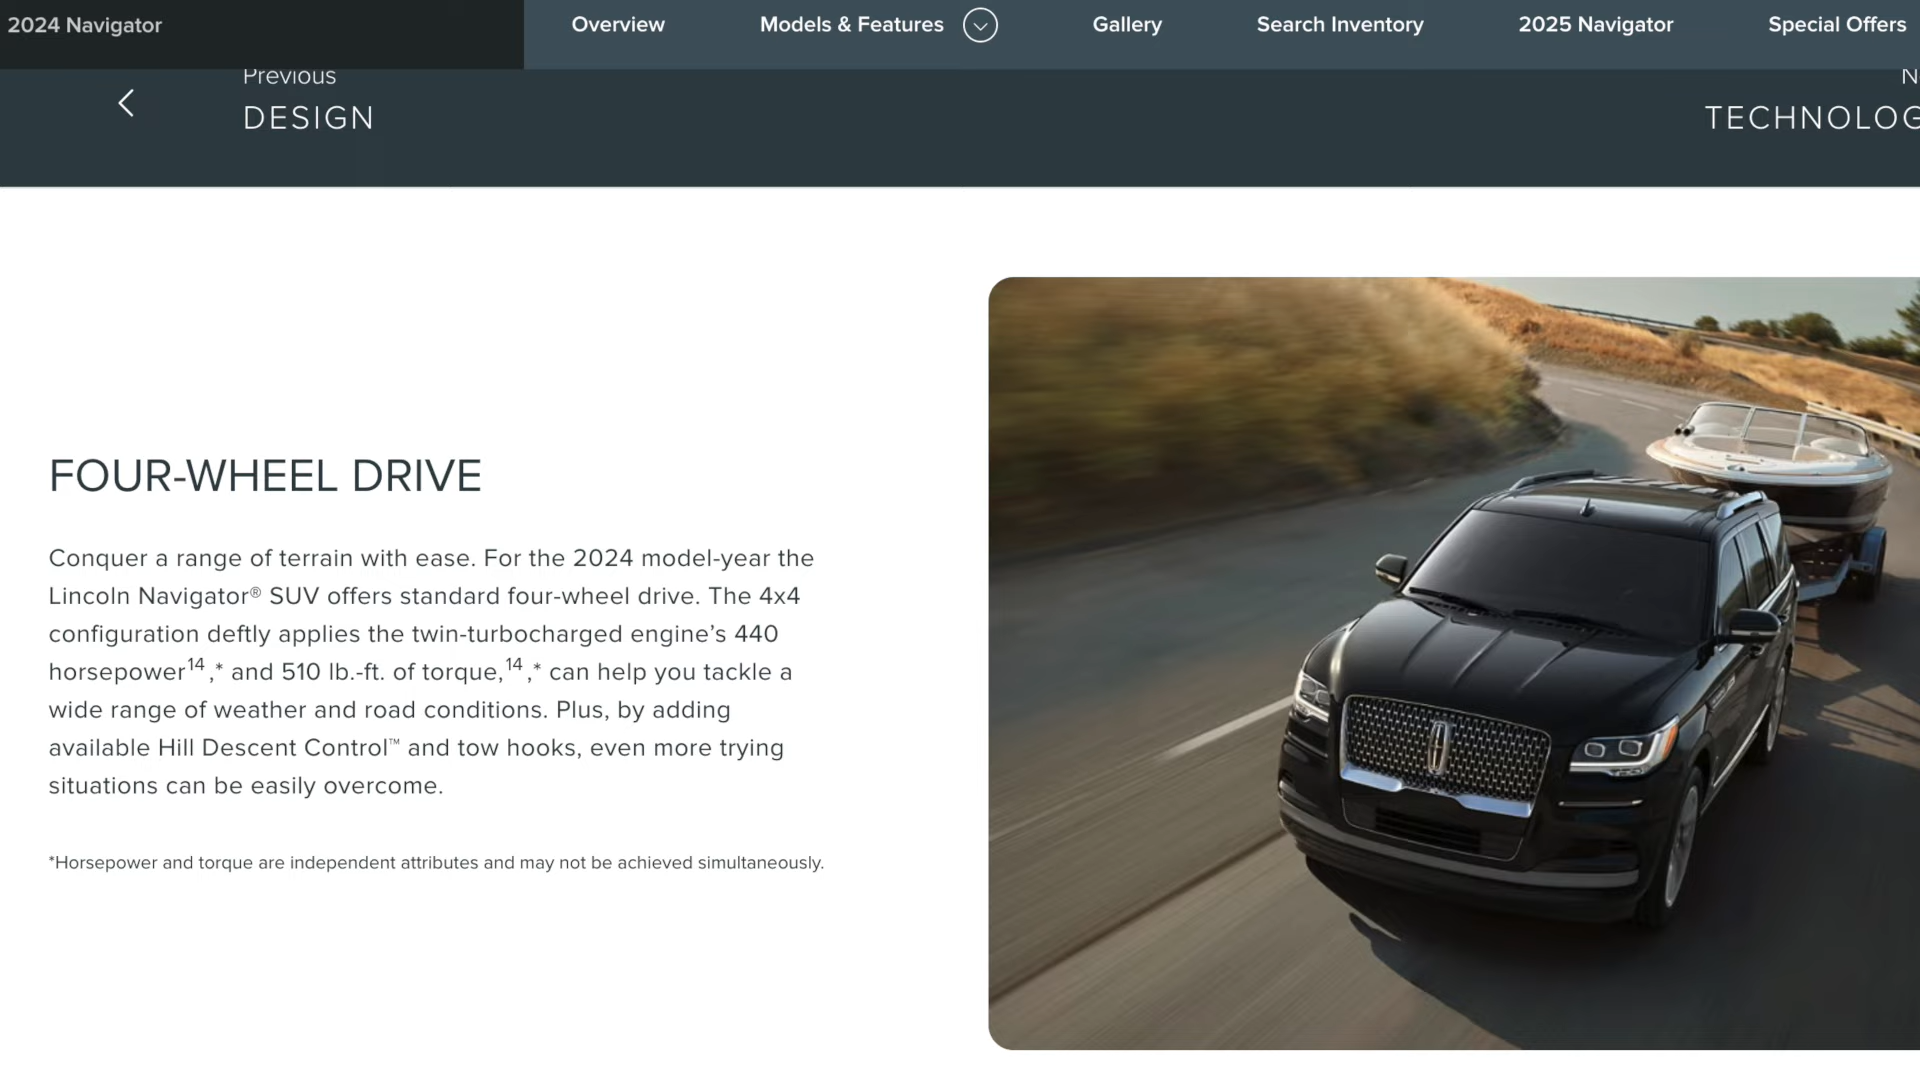 2024 Navigator
Overview
Models & Features
Gallery
Search Inventory
2025 Navigator
Special Offers
Previous
DESIGN
TECHNOLOG
FOUR-WHEEL DRIVE
Conquer a range of terrain with ease. For the 2024 model-year the
Lincoln Navigator® SUV offers standard four-wheel drive. The 4x4
configuration deftly applies the twin-turbocharged engine’s 440
horsepower¹⁴,* and 510 lb.-ft. of torque,¹⁴,* can help you tackle a
wide range of weather and road conditions. Plus, by adding
available Hill Descent Control™ and tow hooks, even more trying
situations can be easily overcome.
*Horsepower and torque are independent attributes and may not be achieved simultaneously.